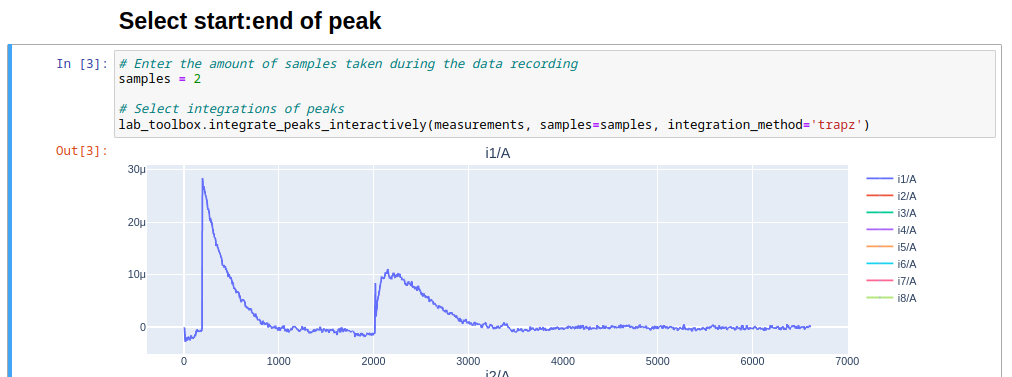 Select start:end of peak
In [3]:
# Enter the amount of samples taken during the data recording
samples = 2
# Select integrations of peaks
lab_toolbox.integrate_peaks_interactively(measurements, samples=samples, integration_method='trapz')
Out[3]:
i1/A
30μ
20μ
10μ
0
0 1000 2000 3000 4000 5000 6000 7000
i1/A
i2/A
i3/A
i4/A
i5/A
i6/A
i7/A
i8/A
i2/A